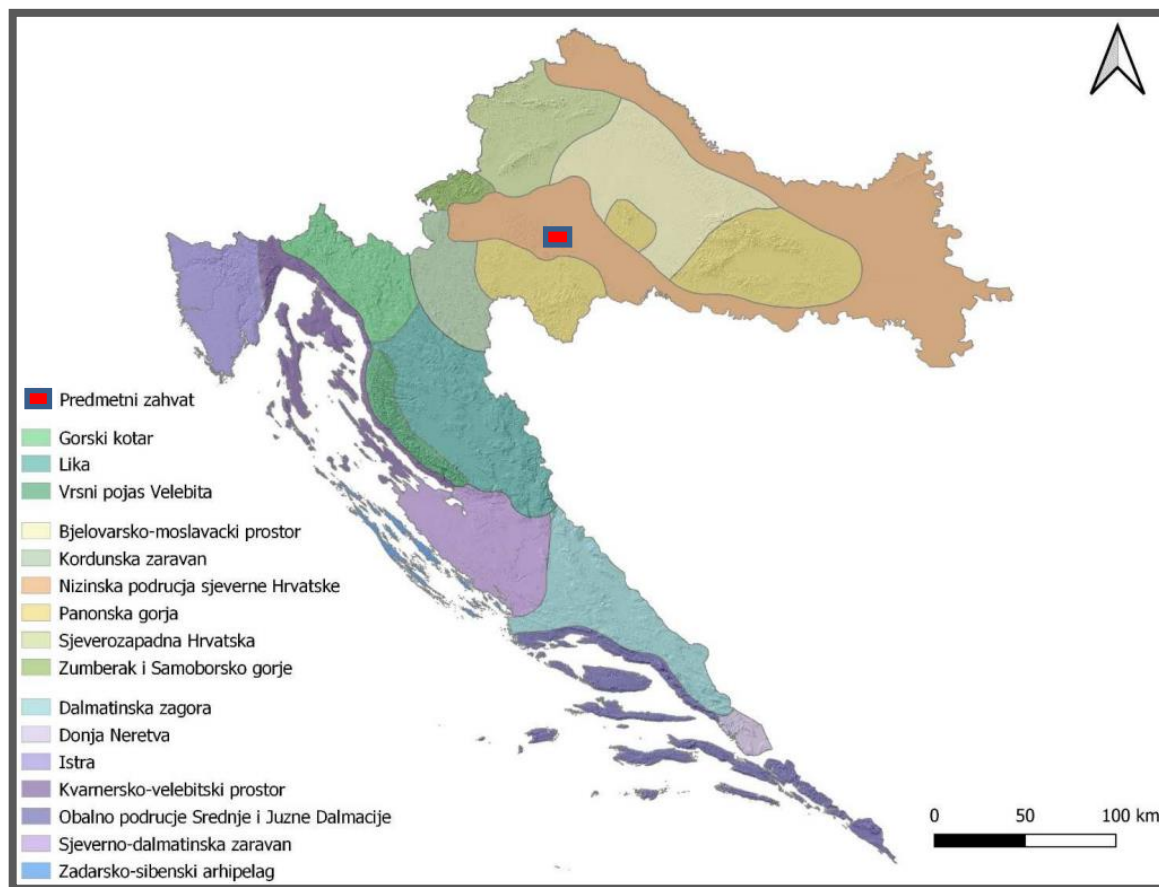 Predmetni zahvat
Gorski kotar
Lika
Vrsni pojas Velebita
Bjelovarsko-moslavacki prostor
Kordunska zaravan
Nizinska podrucja sjeverne Hrvatske
Panonska gorja
Sjeverozapadna Hrvatska
Zumberak i Samoborsko gorje
Dalmatinska zagora
Donja Neretva
Istra
Kvarnersko-velebitski prostor
Obalno podrucje Srednje i Juzne Dalmacije
Sjeverno-dalmatinska zaravan
Zadarsko-sibenski arhipelag
0 50 100 km